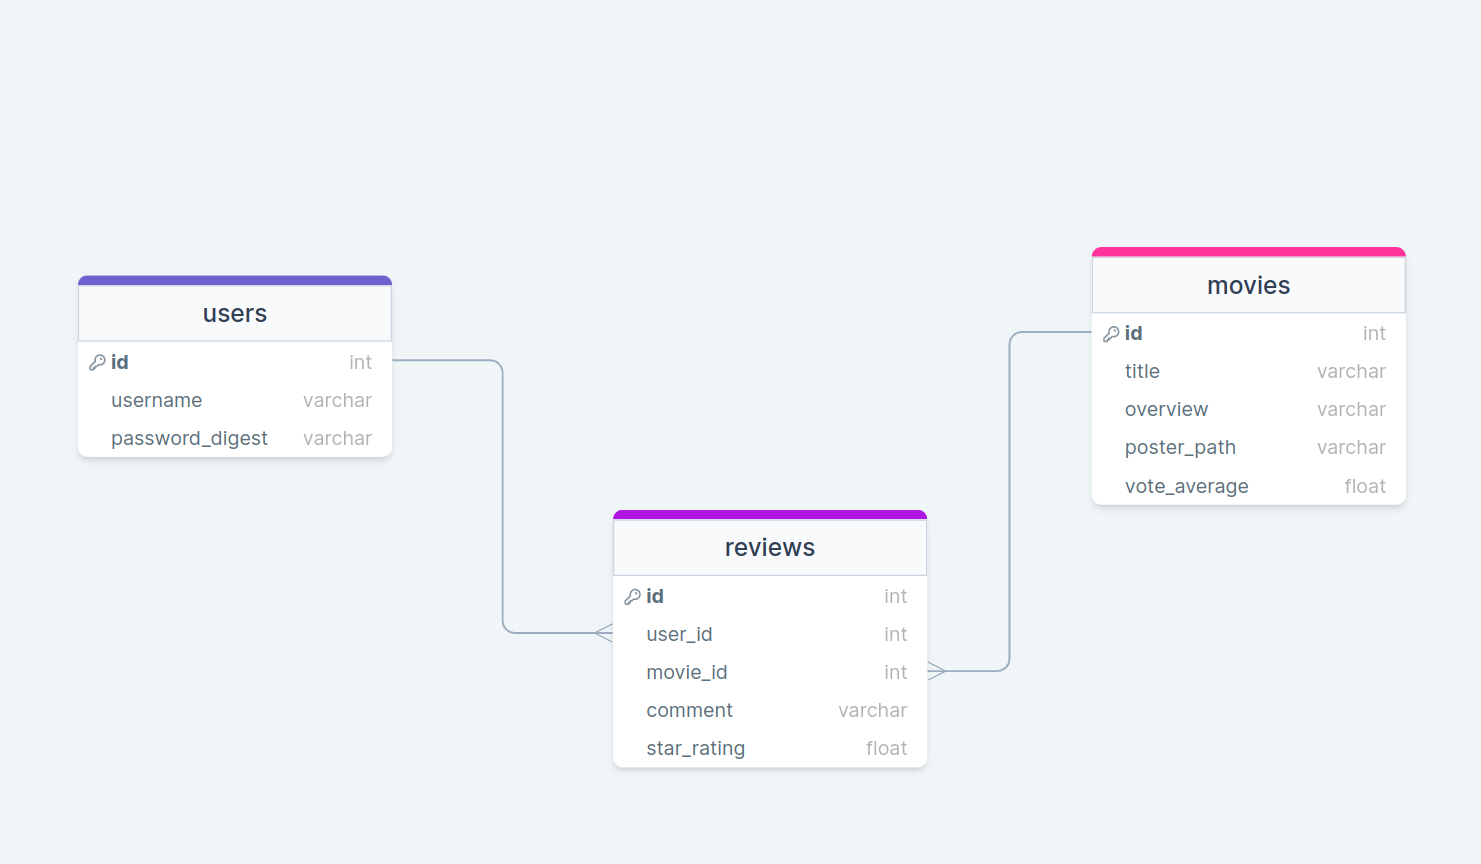 users
id int
username varchar
password_digest varchar
movies
id int
title varchar
overview varchar
poster_path varchar
vote_average float
reviews
id int
user_id int
movie_id int
comment varchar
star_rating float